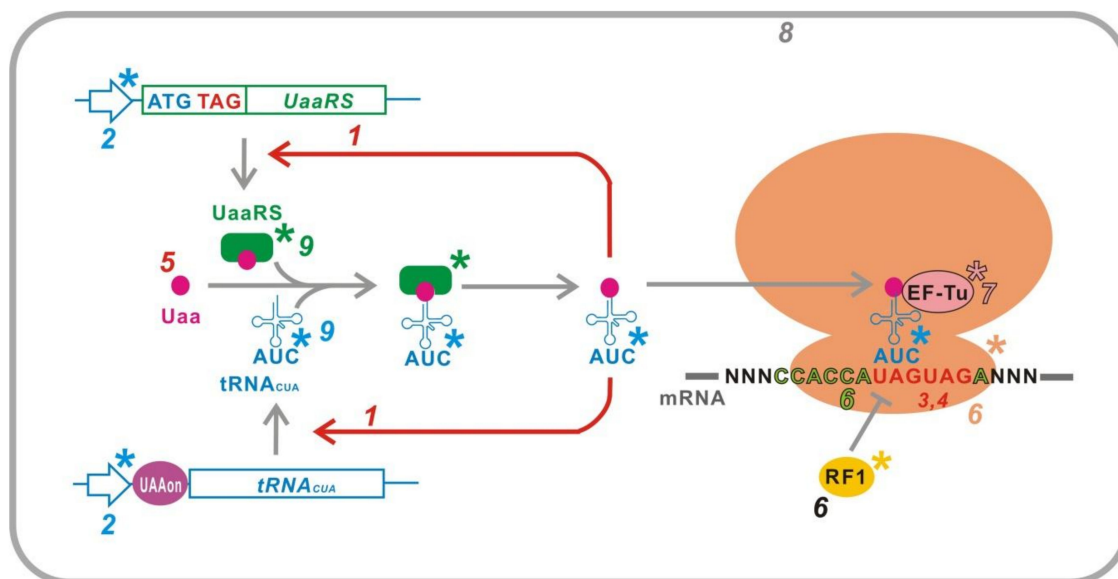 8
*
ATG TAG UaaRS
2
1
UaaRS
* 9
5
*
*
7
EF-Tu
Uaa
* 9
*
*
*
AUC
AUC
AUC
AUC
*
tRNACUA
NNNCCACCAUAGUAGANNN
mRNA
6
3,4
6
1
*
UAAon
tRNACUA
RF1 *
2
6